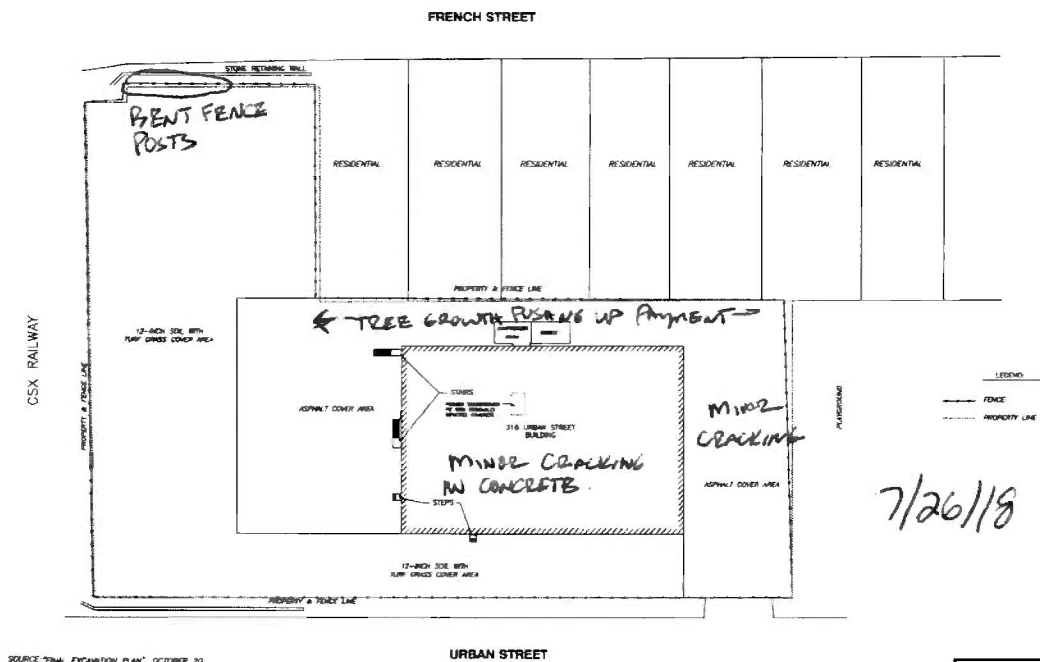 FRENCH STREET
STONE RETAINING WALL
BENT FENCE
POSTS
RESIDENTIAL
RESIDENTIAL
RESIDENTIAL
RESIDENTIAL
RESIDENTIAL
RESIDENTIAL
RESIDENTIAL
PROPERTY & FENCE LINE
← TREE GROWTH PUSHING UP PAYMENT →
CSX RAILWAY
12-INCH SOIL WITH
TURF GRASS COVER AREA
PROPERTY & FENCE LINE
ASPHALT COVER AREA
STAIRS
318 URBAN STREET
BUILDING
MINOR CRACKING
IN CONCRETE.
STEPS
MINOR
CRACKING
ASPHALT COVER AREA
PLAYGROUND
LEGEND:
FENCE
PROPERTY LINE
7/26/18
12-INCH SOIL WITH
TURF GRASS COVER AREA
PROPERTY & FENCE LINE
SOURCE "FINAL EXCAVATION PLAN" OCTOBER 20
URBAN STREET